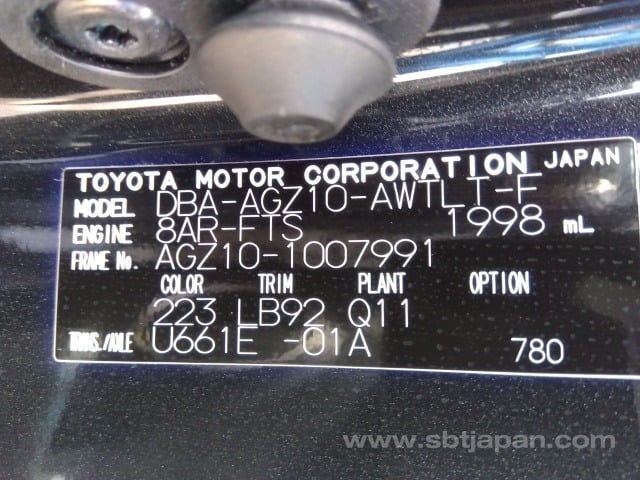 TOYOTA MOTOR CORPORATION JAPAN
MODEL DBA-AGZ10-AWTLT-F
ENGINE 8AR-FTS 1998 mL
FRAME No. AGZ10-1007991
COLOR TRIM PLANT OPTION
223 LB92 Q11
TRANS./AXLE U661E -01A 780
www.sbtjapan.com